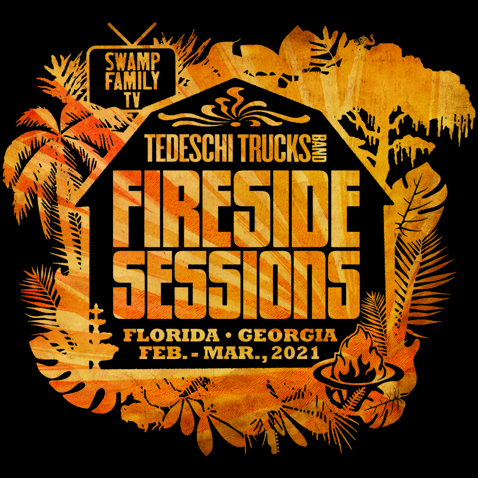 SWAMP
FAMILY
TV
TEDESCHI TRUCKS BAND
FIRESIDE
SESSIONS
FLORIDA • GEORGIA
FEB. - MAR., 2021